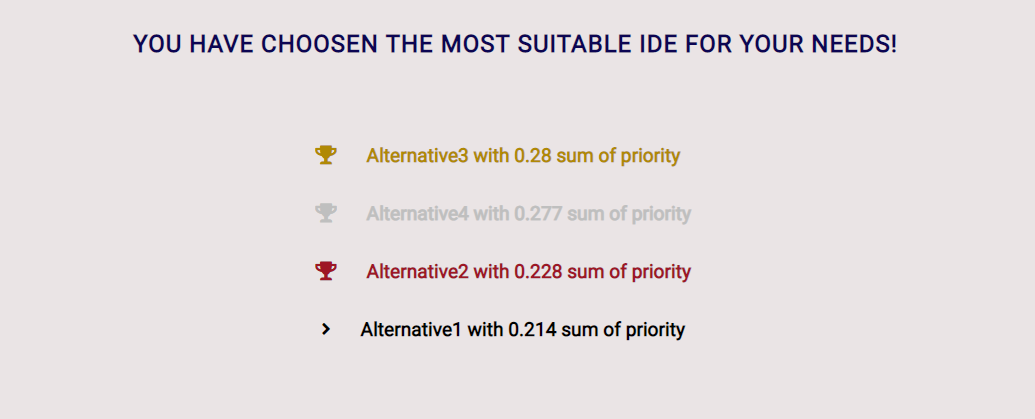 YOU HAVE CHOOSEN THE MOST SUITABLE IDE FOR YOUR NEEDS!
Alternative3 with 0.28 sum of priority
Alternative4 with 0.277 sum of priority
Alternative2 with 0.228 sum of priority
Alternative1 with 0.214 sum of priority